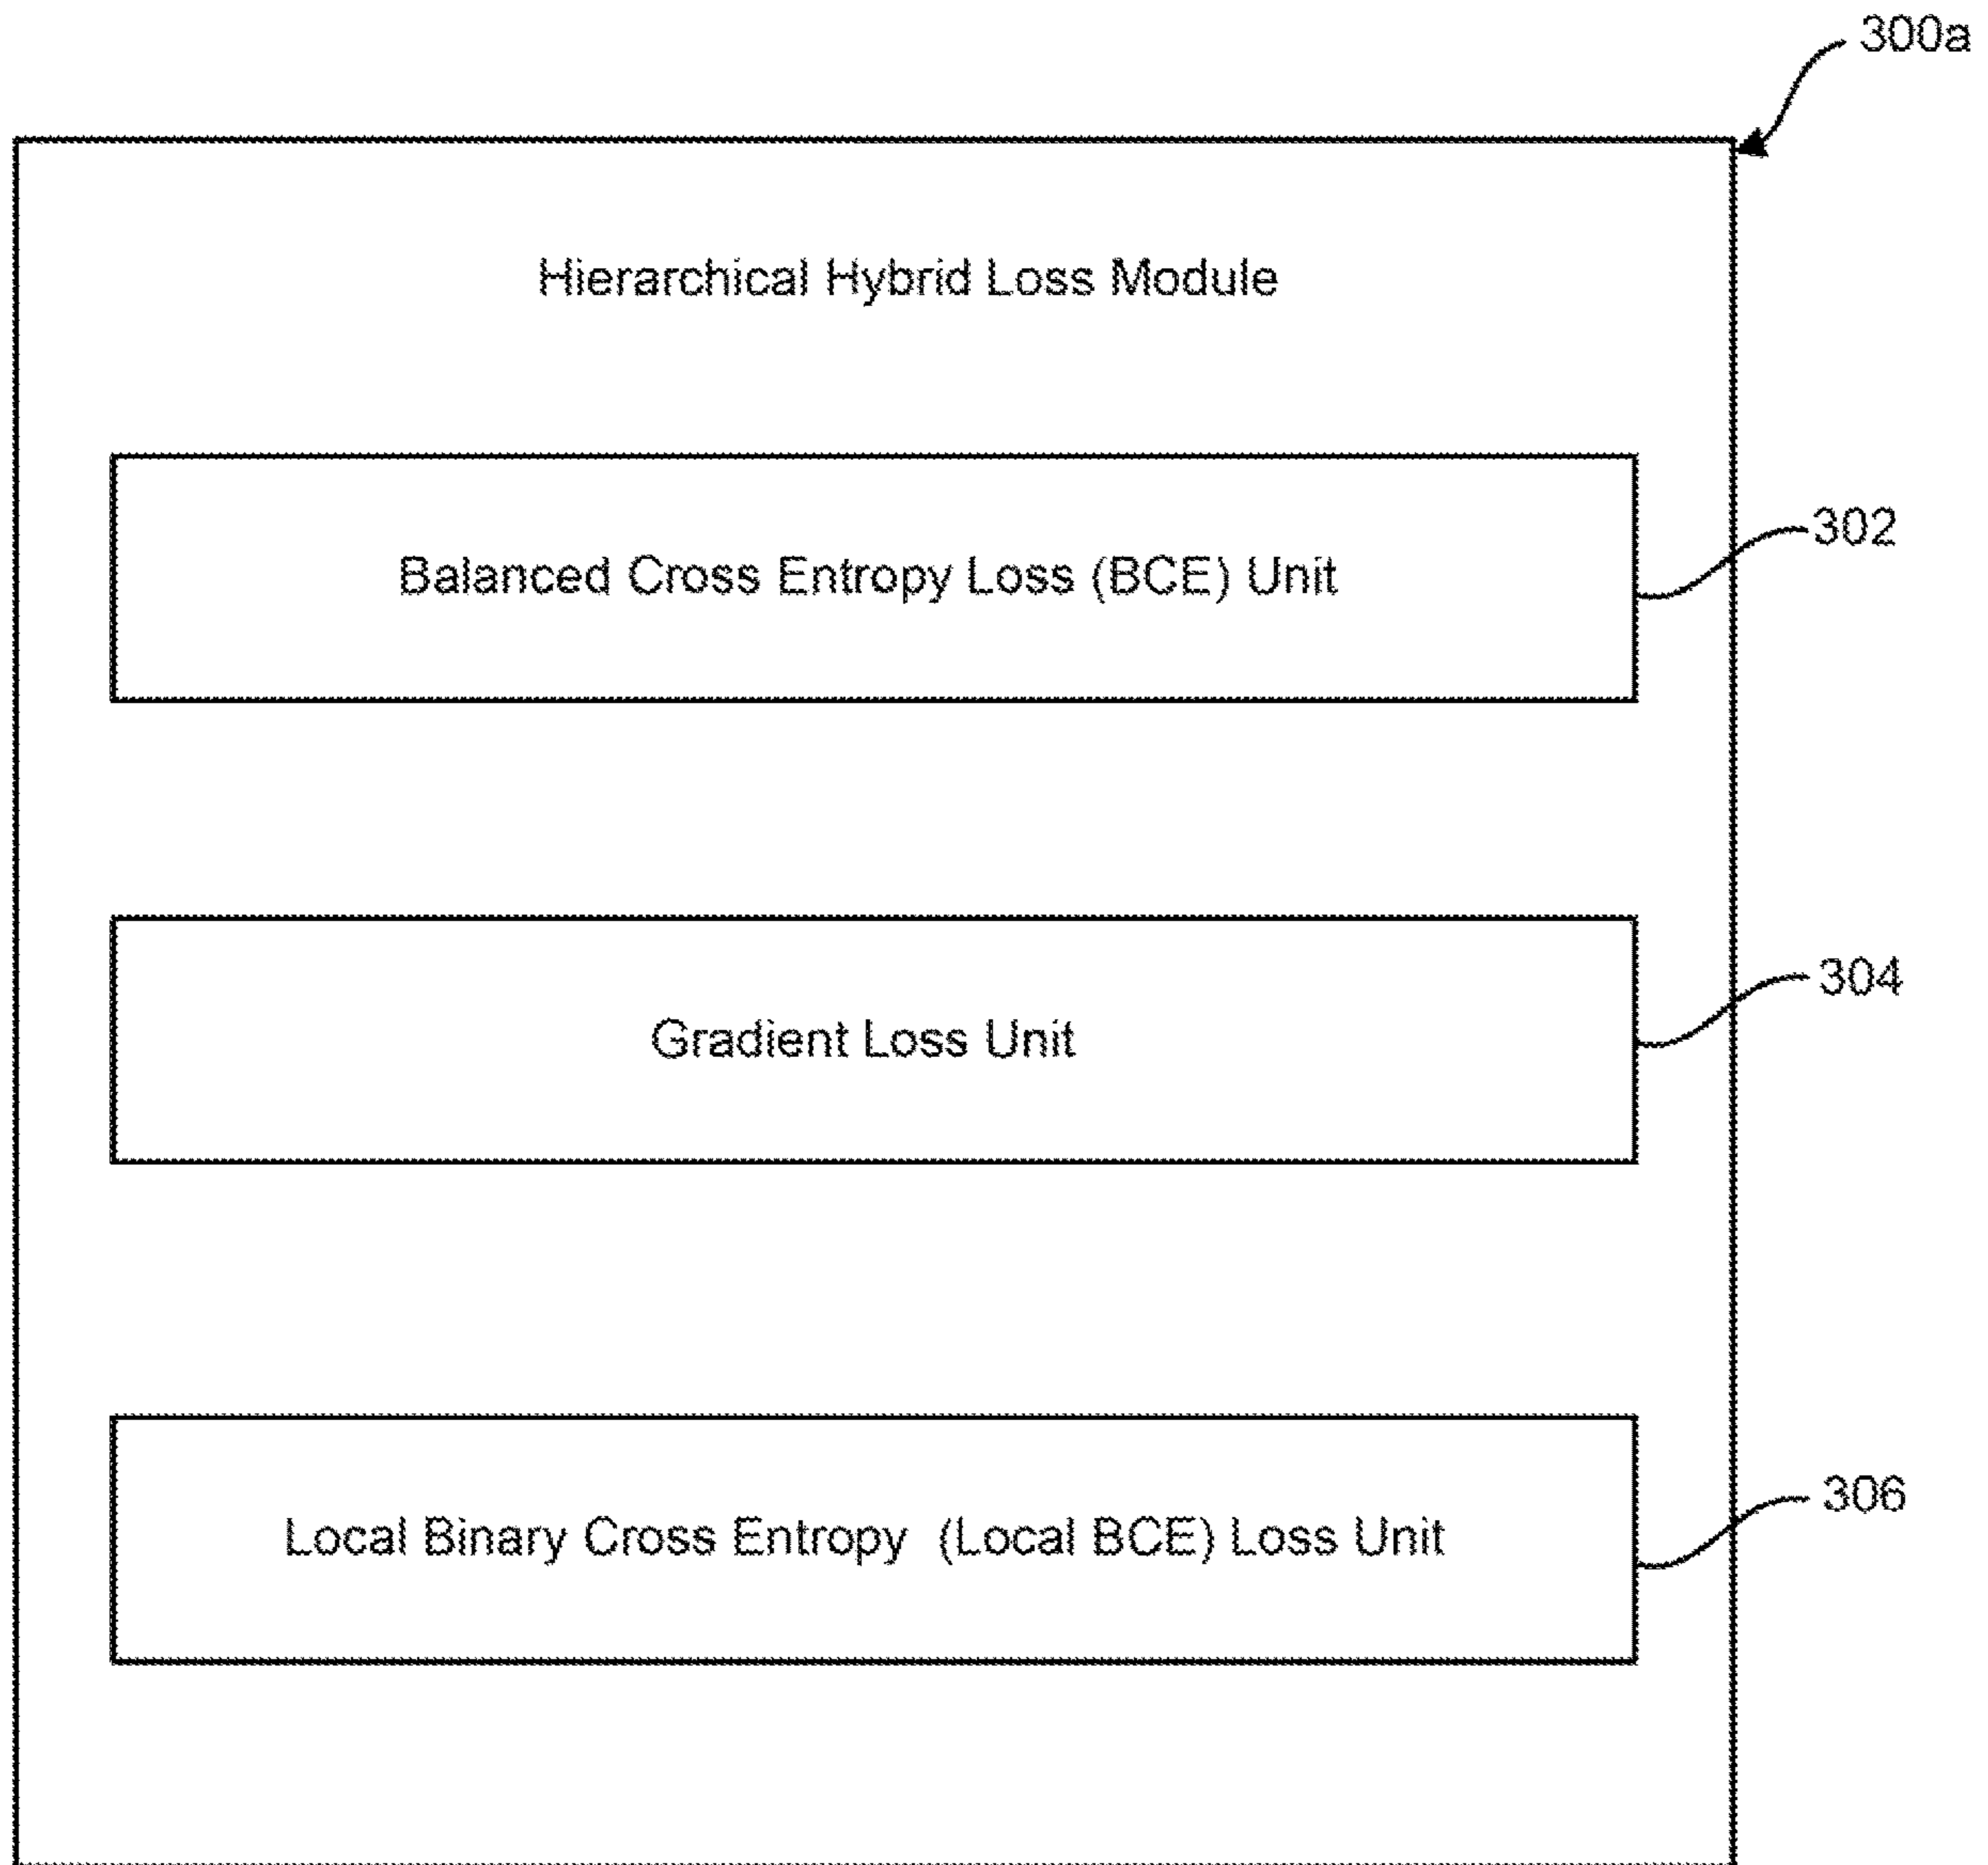 300a
Hierarchical Hybrid Loss Module
302
Balanced Cross Entropy Loss (BCE) Unit
304
Gradient Loss Unit
306
Local Binary Cross Entropy (Local BCE) Loss Unit